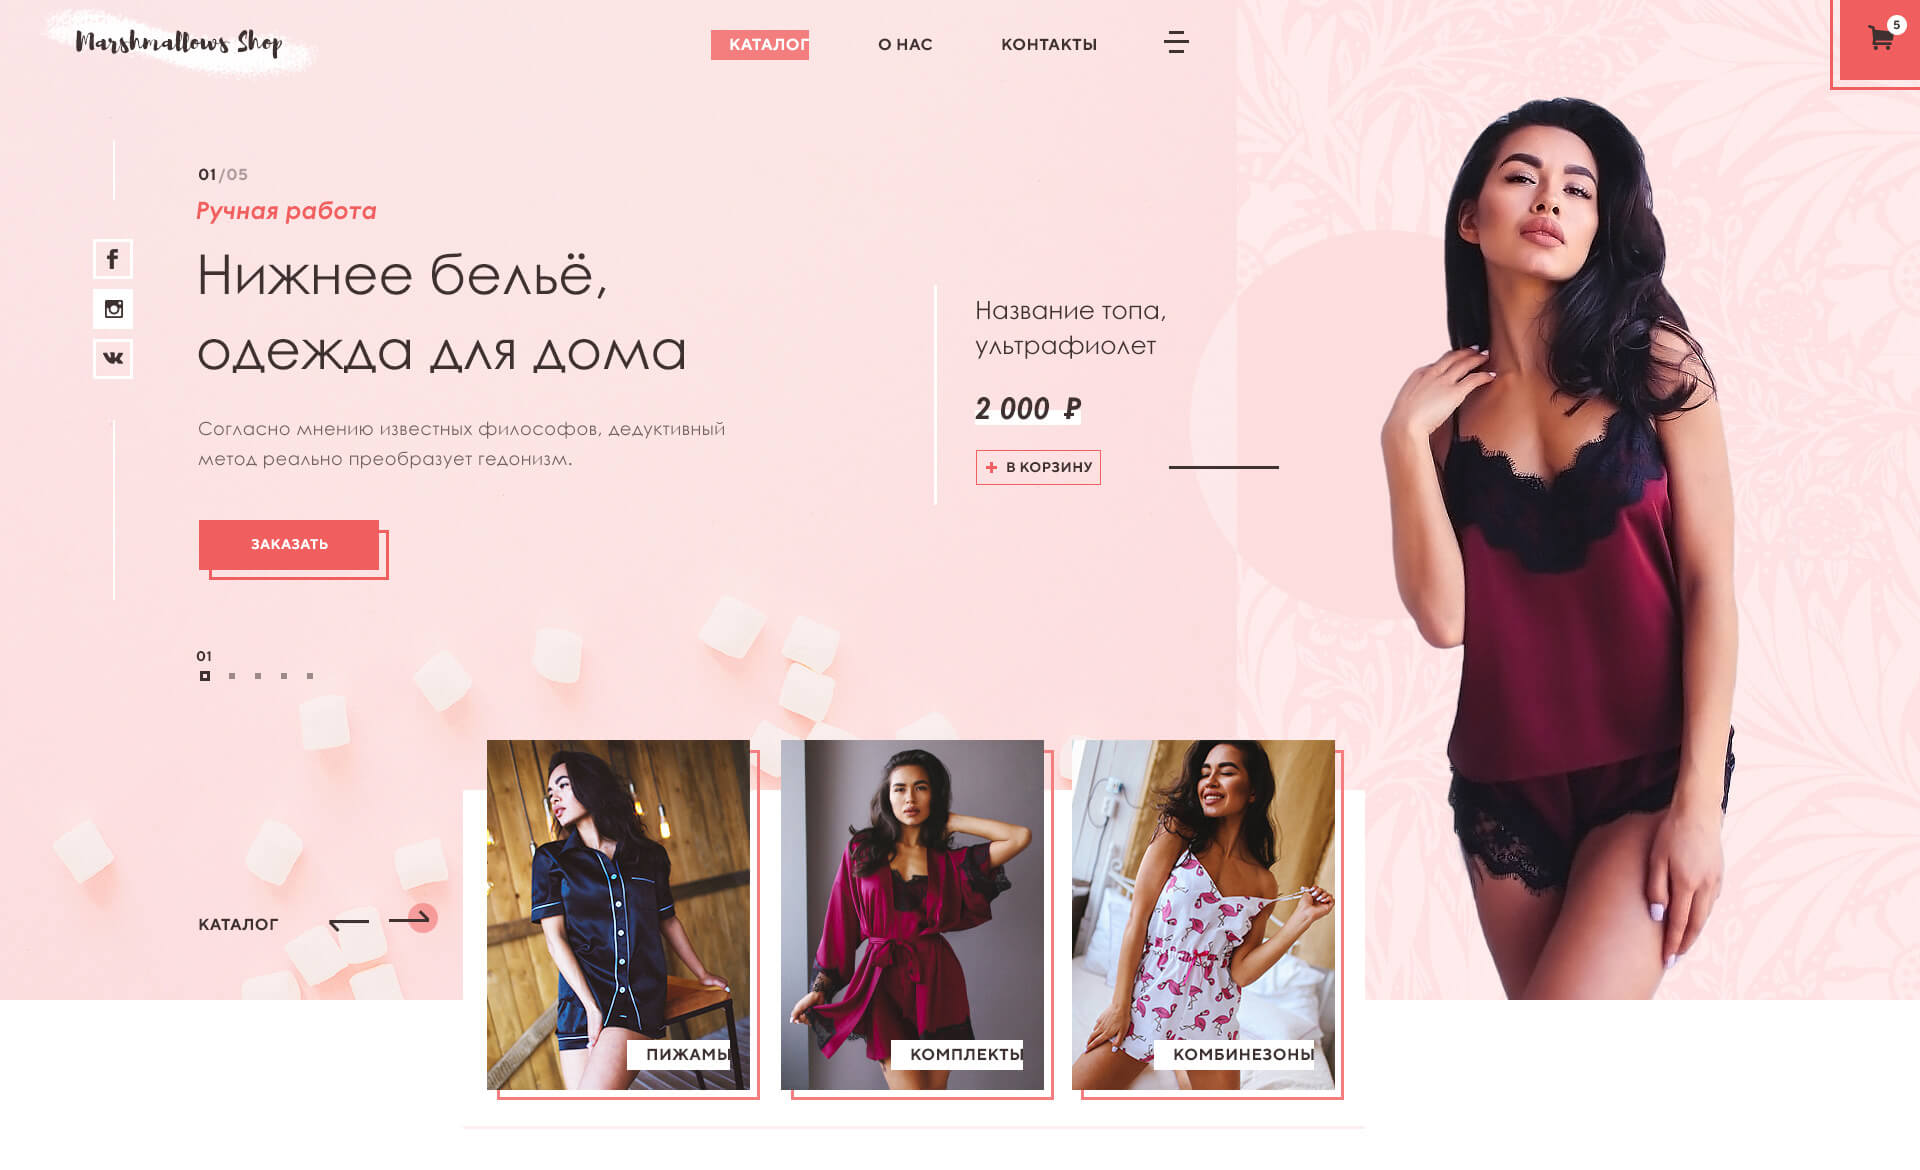 Marshmallows Shop
КАТАЛОГ
О НАС
КОНТАКТЫ
5
01/05
Ручная работа
Нижнее бельё,
одежда для дома
Согласно мнению известных философов, дедуктивный
метод реально преобразует гедонизм.
ЗАКАЗАТЬ
Название топа,
ультрафиолет
2 000 ₽
+ В КОРЗИНУ
01
КАТАЛОГ
ПИЖАМЫ
КОМПЛЕКТЫ
КОМБИНЕЗОНЫ